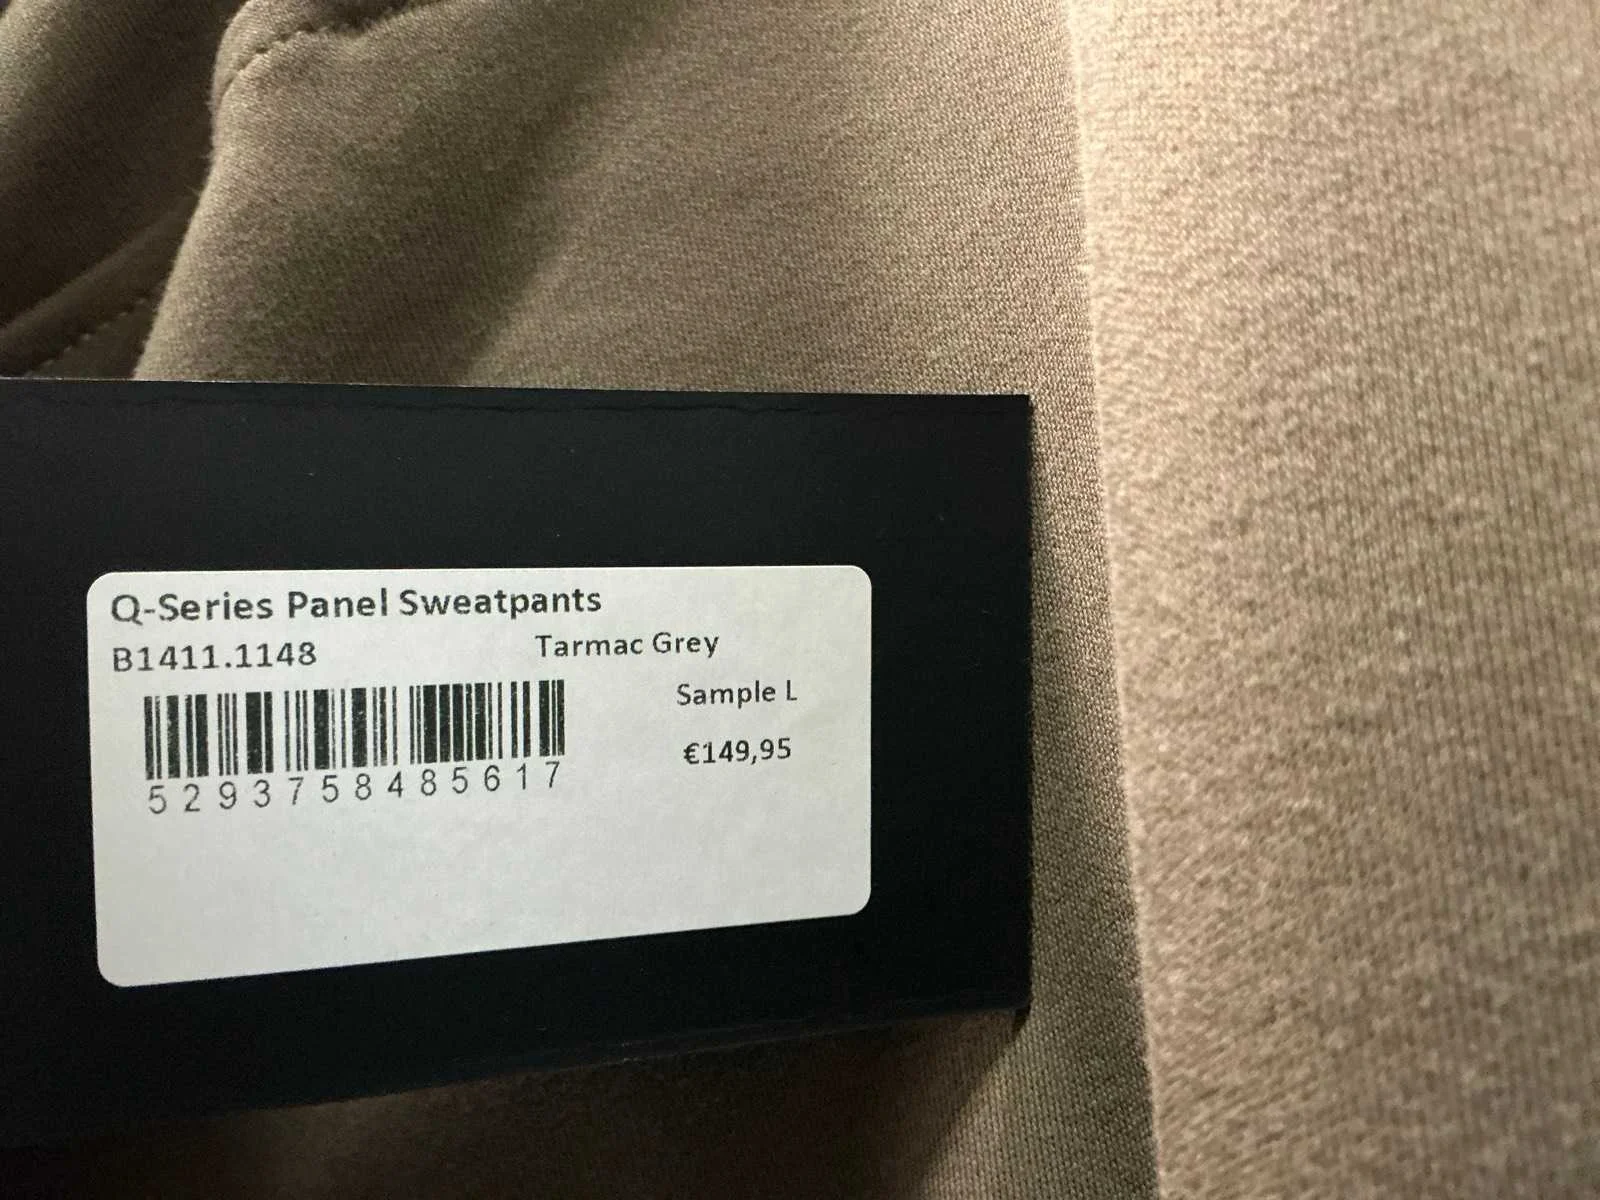 Q-Series Panel Sweatpants
B1411.1148
Tarmac Grey
Sample L
€149,95
5293758485617